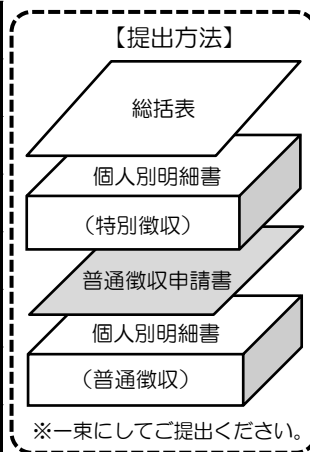 【提出方法】
総括表
個人別明細書
（特別徴収）
普通徴収申請書
個人別明細書
（普通徴収）
※一束にしてご提出ください。